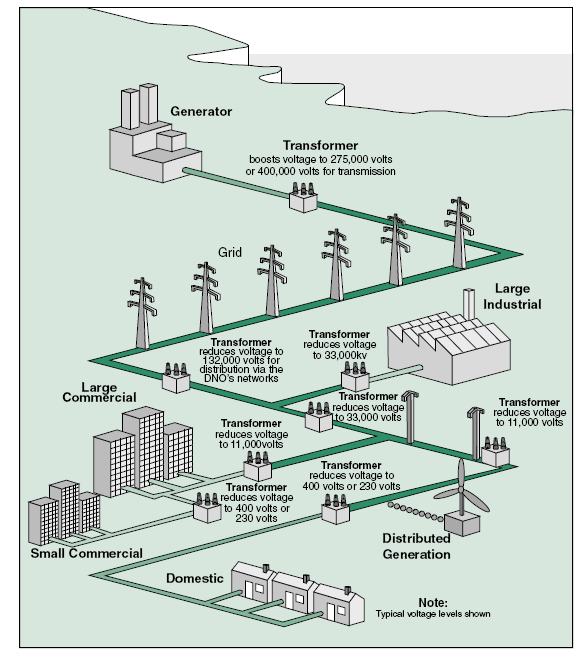 Generator
Transformer
boosts voltage to 275,000 volts
or 400,000 volts for transmission
Grid
Large
Industrial
Transformer
reduces voltage to
132,000 volts for
distribution via the
DNO's networks
Transformer
reduces voltage
to 33,000kv
Large
Commercial
Transformer
reduces voltage
to 33,000 volts
Transformer
reduces voltage
to 11,000 volts
Transformer
reduces voltage
to 11,000volts
Transformer
reduces voltage to
400 volts or 230 volts
Transformer
reduces voltage
to 400 volts or
230 volts
Distributed
Generation
Small Commercial
Domestic
Note:
Typical voltage levels shown